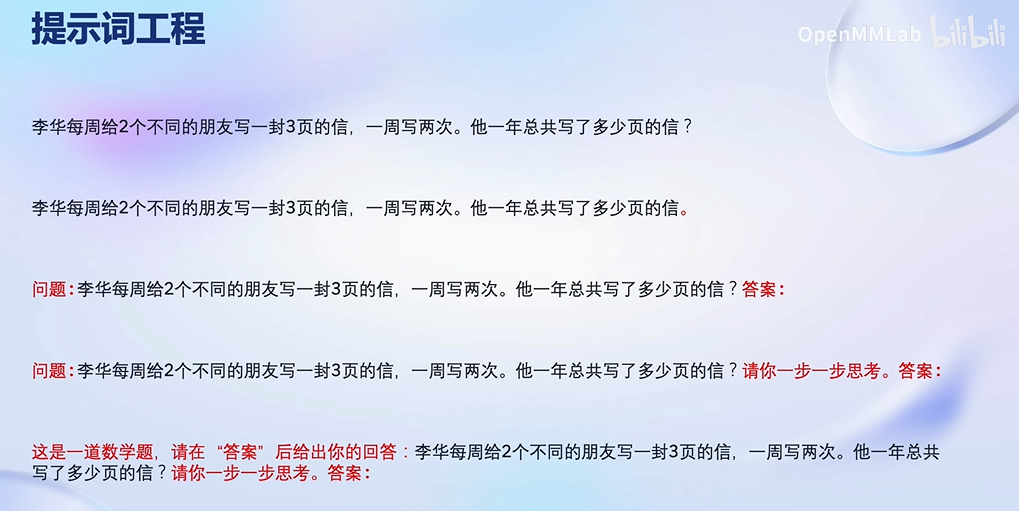 提示词工程
OpenMMLab bilibili
李华每周给2个不同的朋友写一封3页的信，一周写两次。他一年总共写了多少页的信？
李华每周给2个不同的朋友写一封3页的信，一周写两次。他一年总共写了多少页的信。
问题：李华每周给2个不同的朋友写一封3页的信，一周写两次。他一年总共写了多少页的信？答案：
问题：李华每周给2个不同的朋友写一封3页的信，一周写两次。他一年总共写了多少页的信？请你一步一步思考。答案：
这是一道数学题，请在“答案”后给出你的回答：李华每周给2个不同的朋友写一封3页的信，一周写两次。他一年总共
写了多少页的信？请你一步一步思考。答案：